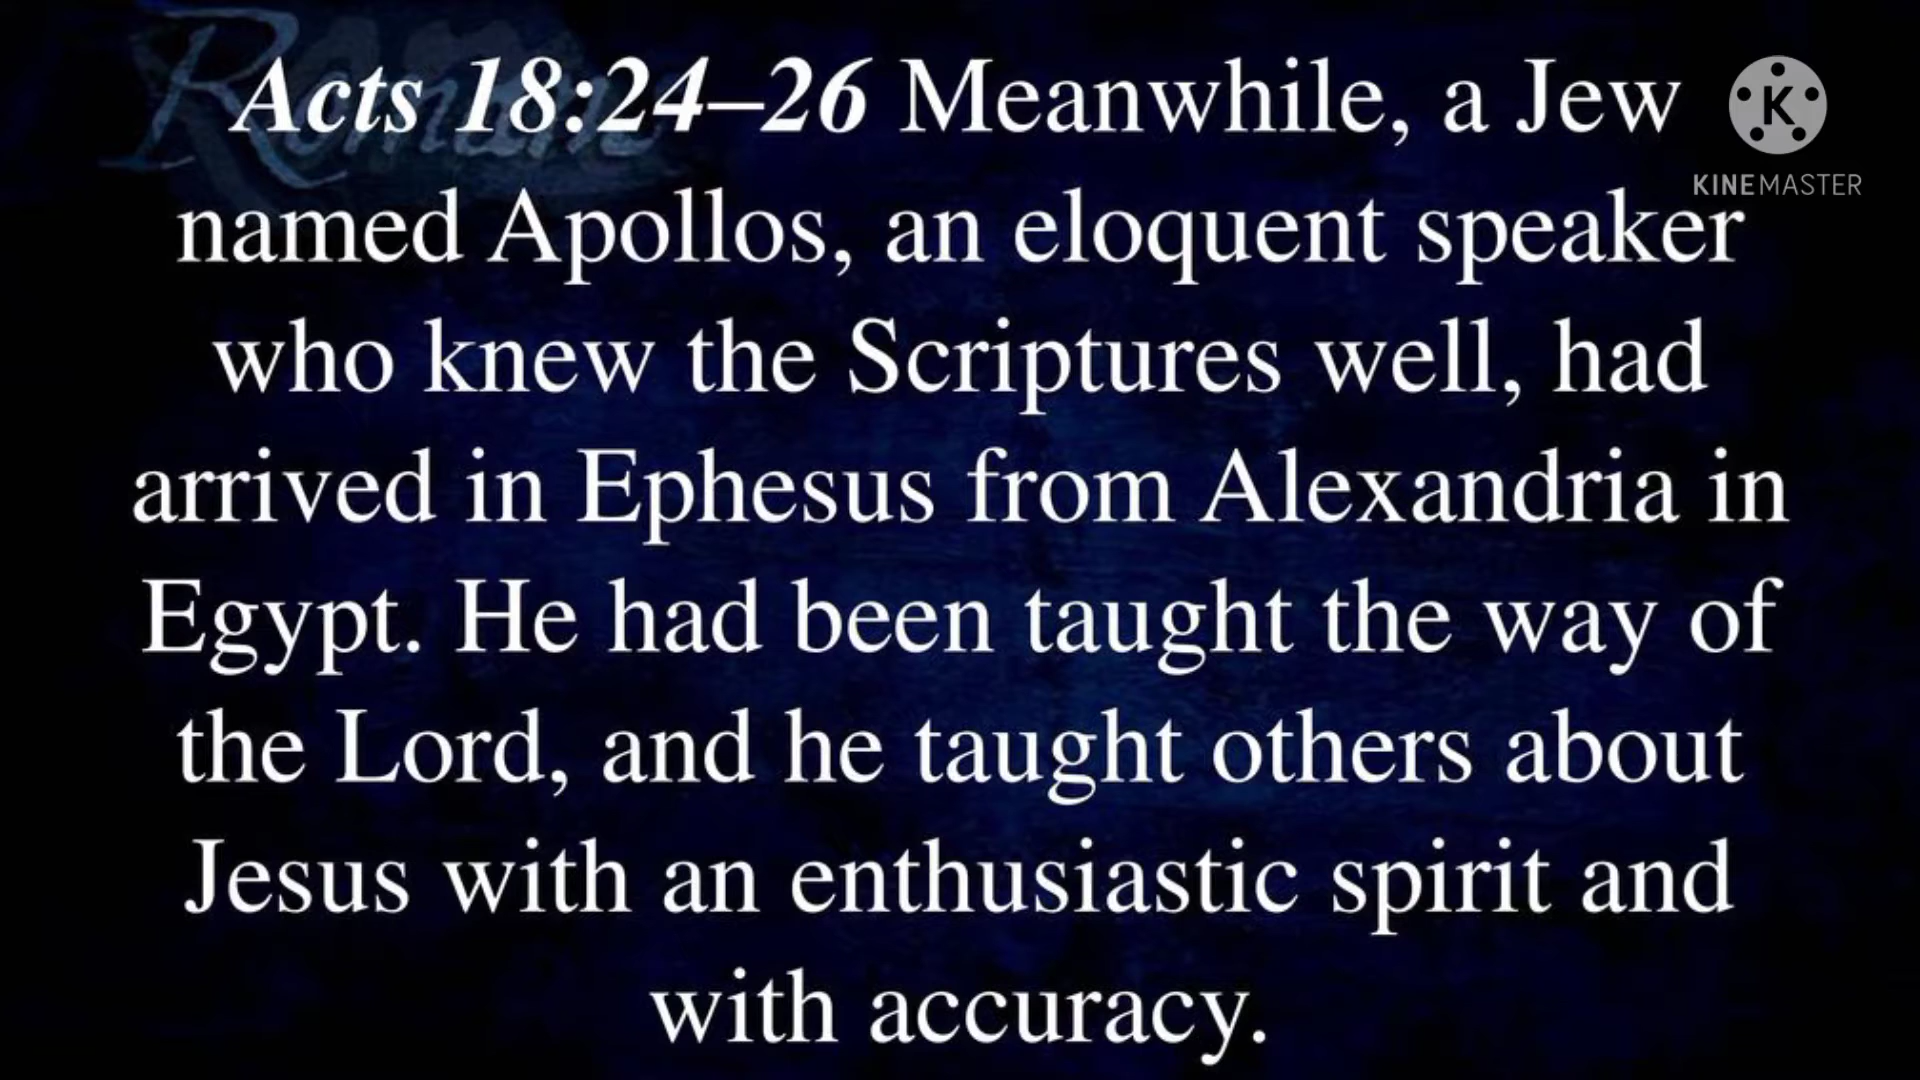 Romans
Acts 18:24–26 Meanwhile, a Jew
named Apollos, an eloquent speaker
who knew the Scriptures well, had
arrived in Ephesus from Alexandria in
Egypt. He had been taught the way of
the Lord, and he taught others about
Jesus with an enthusiastic spirit and
with accuracy.
K
KINEMASTER